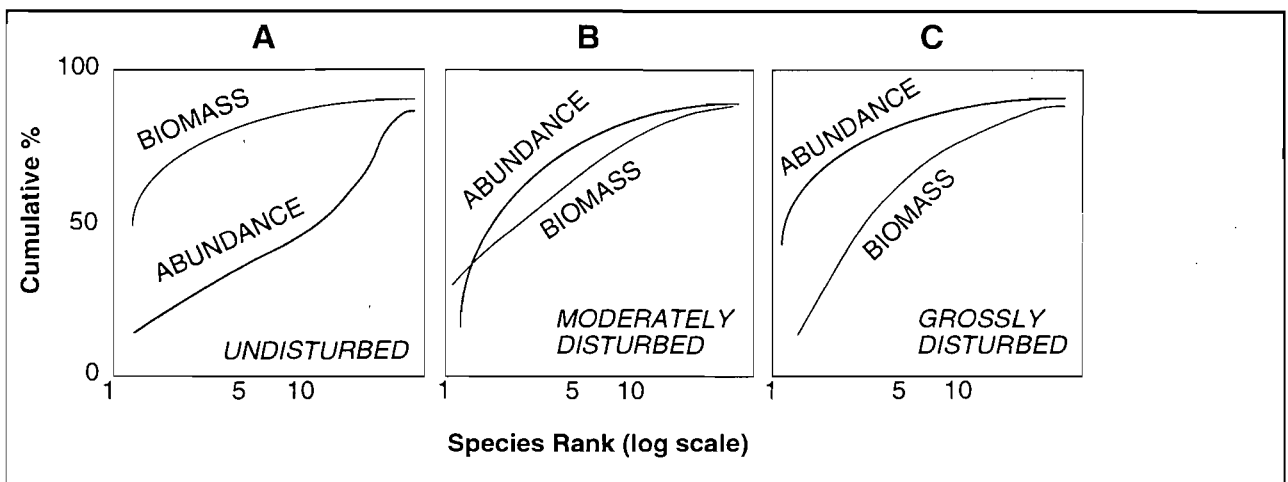 A
B
C
Cumulative %
100
50
0
BIOMASS
ABUNDANCE
UNDISTURBED
1 5 10
ABUNDANCE
BIOMASS
MODERATELY
DISTURBED
1 5 10
ABUNDANCE
BIOMASS
GROSSLY
DISTURBED
1 5 10
Species Rank (log scale)